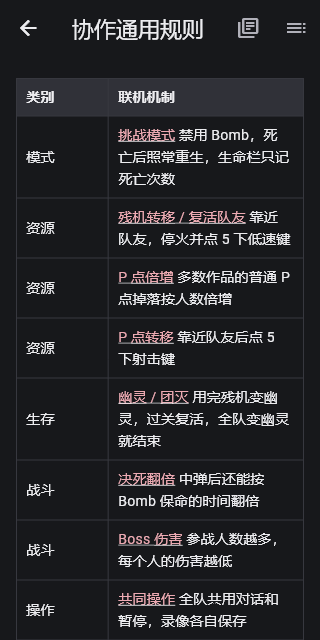 协作通用规则
类别 联机机制
模式 挑战模式 禁用 Bomb，死
亡后照常重生，生命栏只记
死亡次数
资源 残机转移 / 复活队友 靠近
队友，停火并点 5 下低速键
资源 P 点倍增 多数作品的普通 P
点掉落按人数倍增
资源 P 点转移 靠近队友后点 5
下射击键
生存 幽灵 / 团灭 用完残机变幽
灵，过关复活，全队变幽灵
就结束
战斗 决死翻倍 中弹后还能按
Bomb 保命的时间翻倍
战斗 Boss 伤害 参战人数越多，
每个人的伤害越低
操作 共同操作 全队共用对话和
暂停，录像各自保存